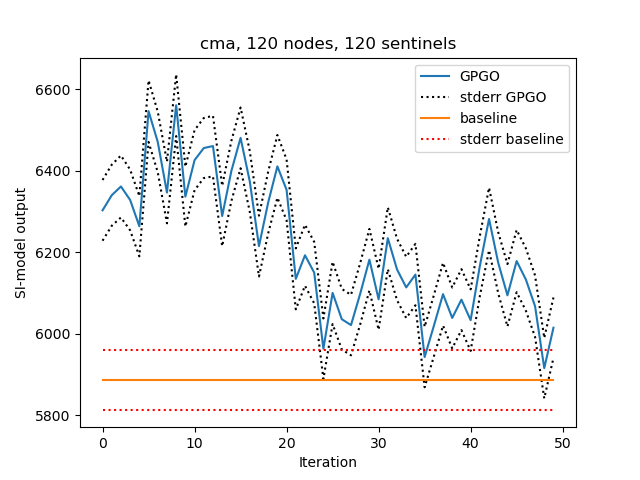 cma, 120 nodes, 120 sentinels
GPGO
stderr GPGO
baseline
stderr baseline
SI-model output
6600
6400
6200
6000
5800
0 10 20 30 40 50
Iteration